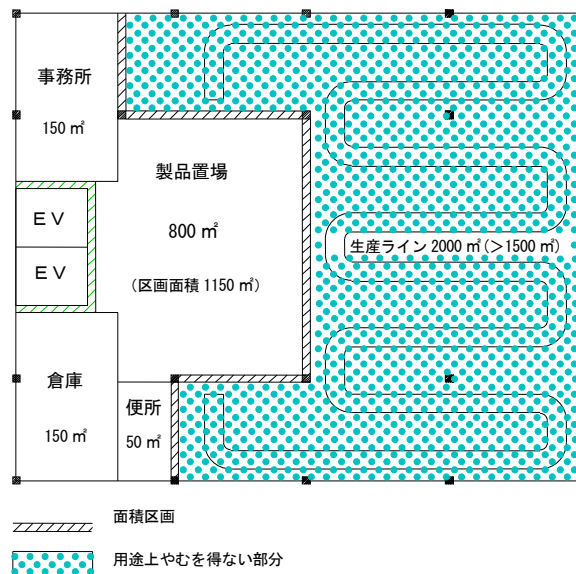 事務所
150 ㎡
製品置場
ＥＶ
800 ㎡
生産ライン 2000 ㎡(＞1500 ㎡)
ＥＶ
（区画面積 1150 ㎡）
倉庫
便所
150 ㎡
50 ㎡
面積区画
用途上やむを得ない部分